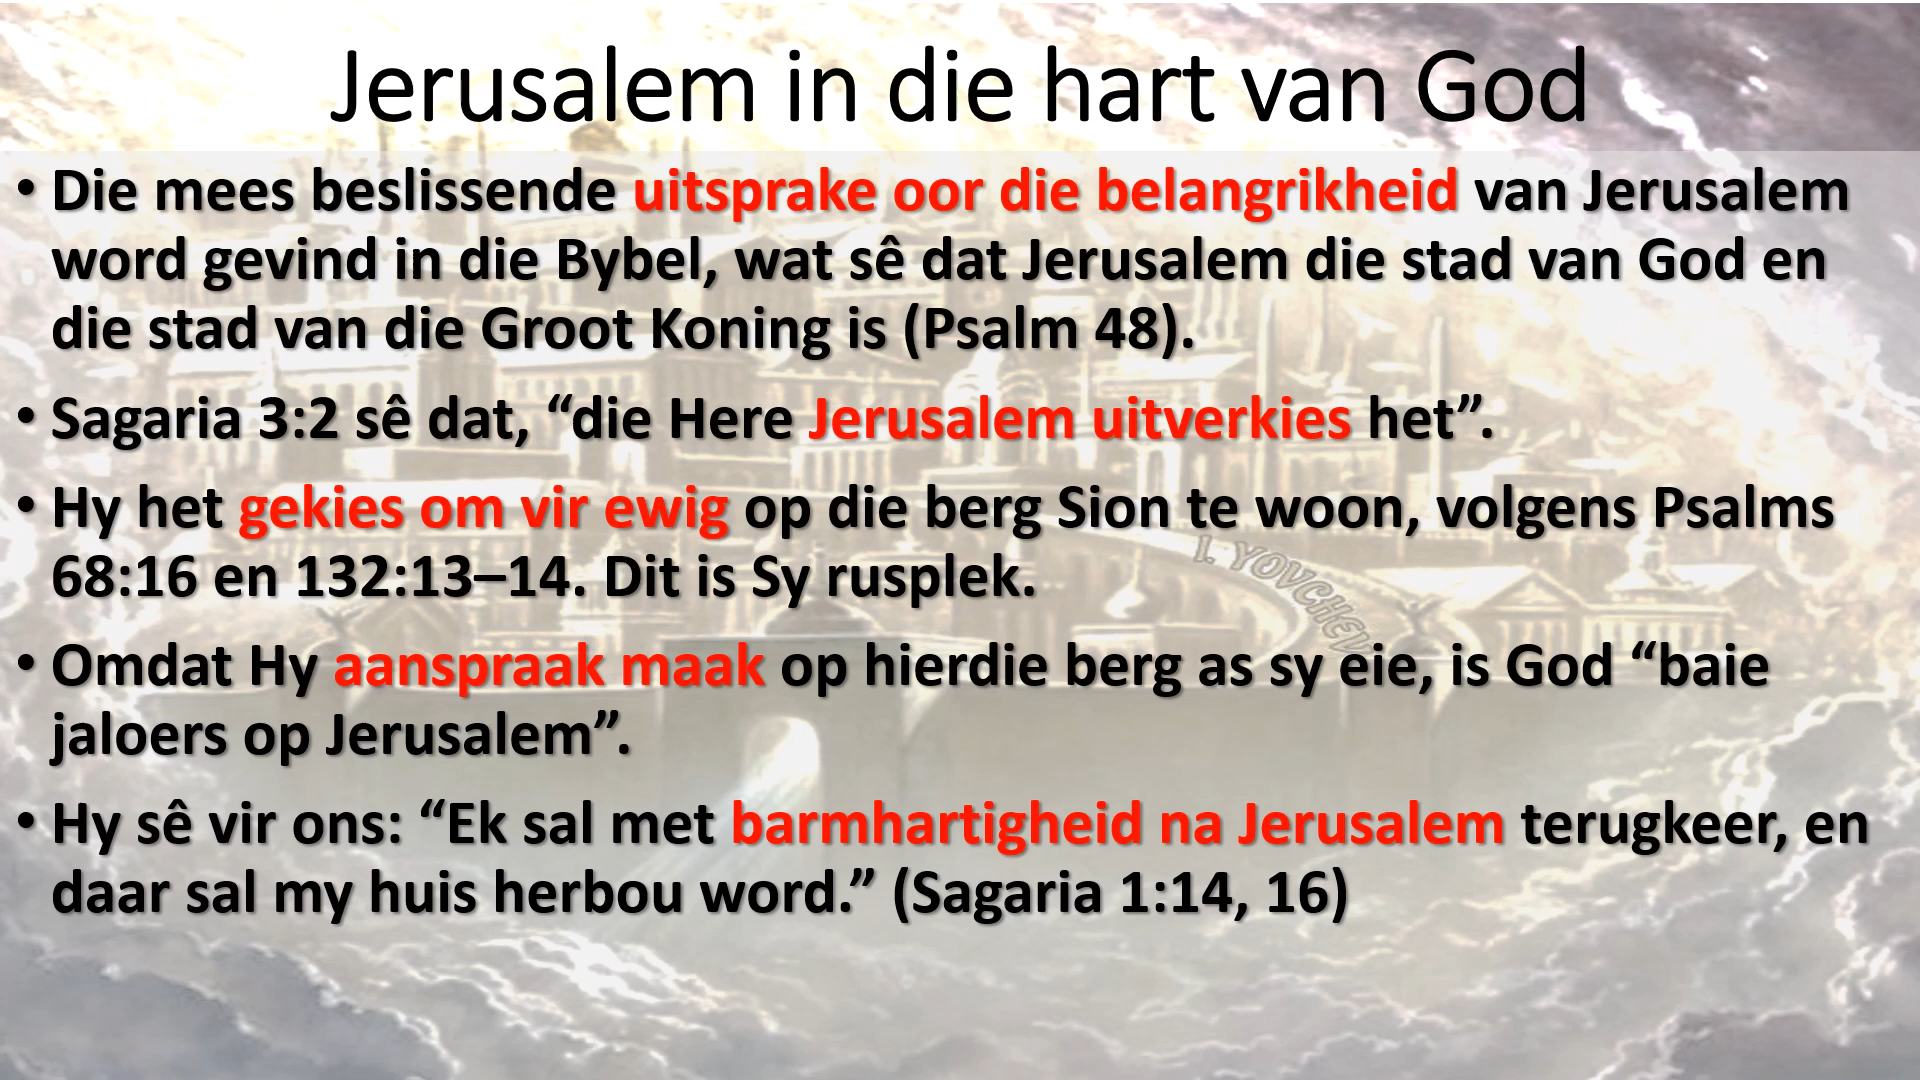 Jerusalem in die hart van God
• Die mees beslissende uitsprake oor die belangrikheid van Jerusalem
word gevind in die Bybel, wat sê dat Jerusalem die stad van God en
die stad van die Groot Koning is (Psalm 48).
• Sagaria 3:2 sê dat, “die Here Jerusalem uitverkies het”.
• Hy het gekies om vir ewig op die berg Sion te woon, volgens Psalms
68:16 en 132:13–14. Dit is Sy rusplek.
• Omdat Hy aanspraak maak op hierdie berg as sy eie, is God “baie
jaloers op Jerusalem”.
• Hy sê vir ons: “Ek sal met barmhartigheid na Jerusalem terugkeer, en
daar sal my huis herbou word.” (Sagaria 1:14, 16)
I. YOVCHEV